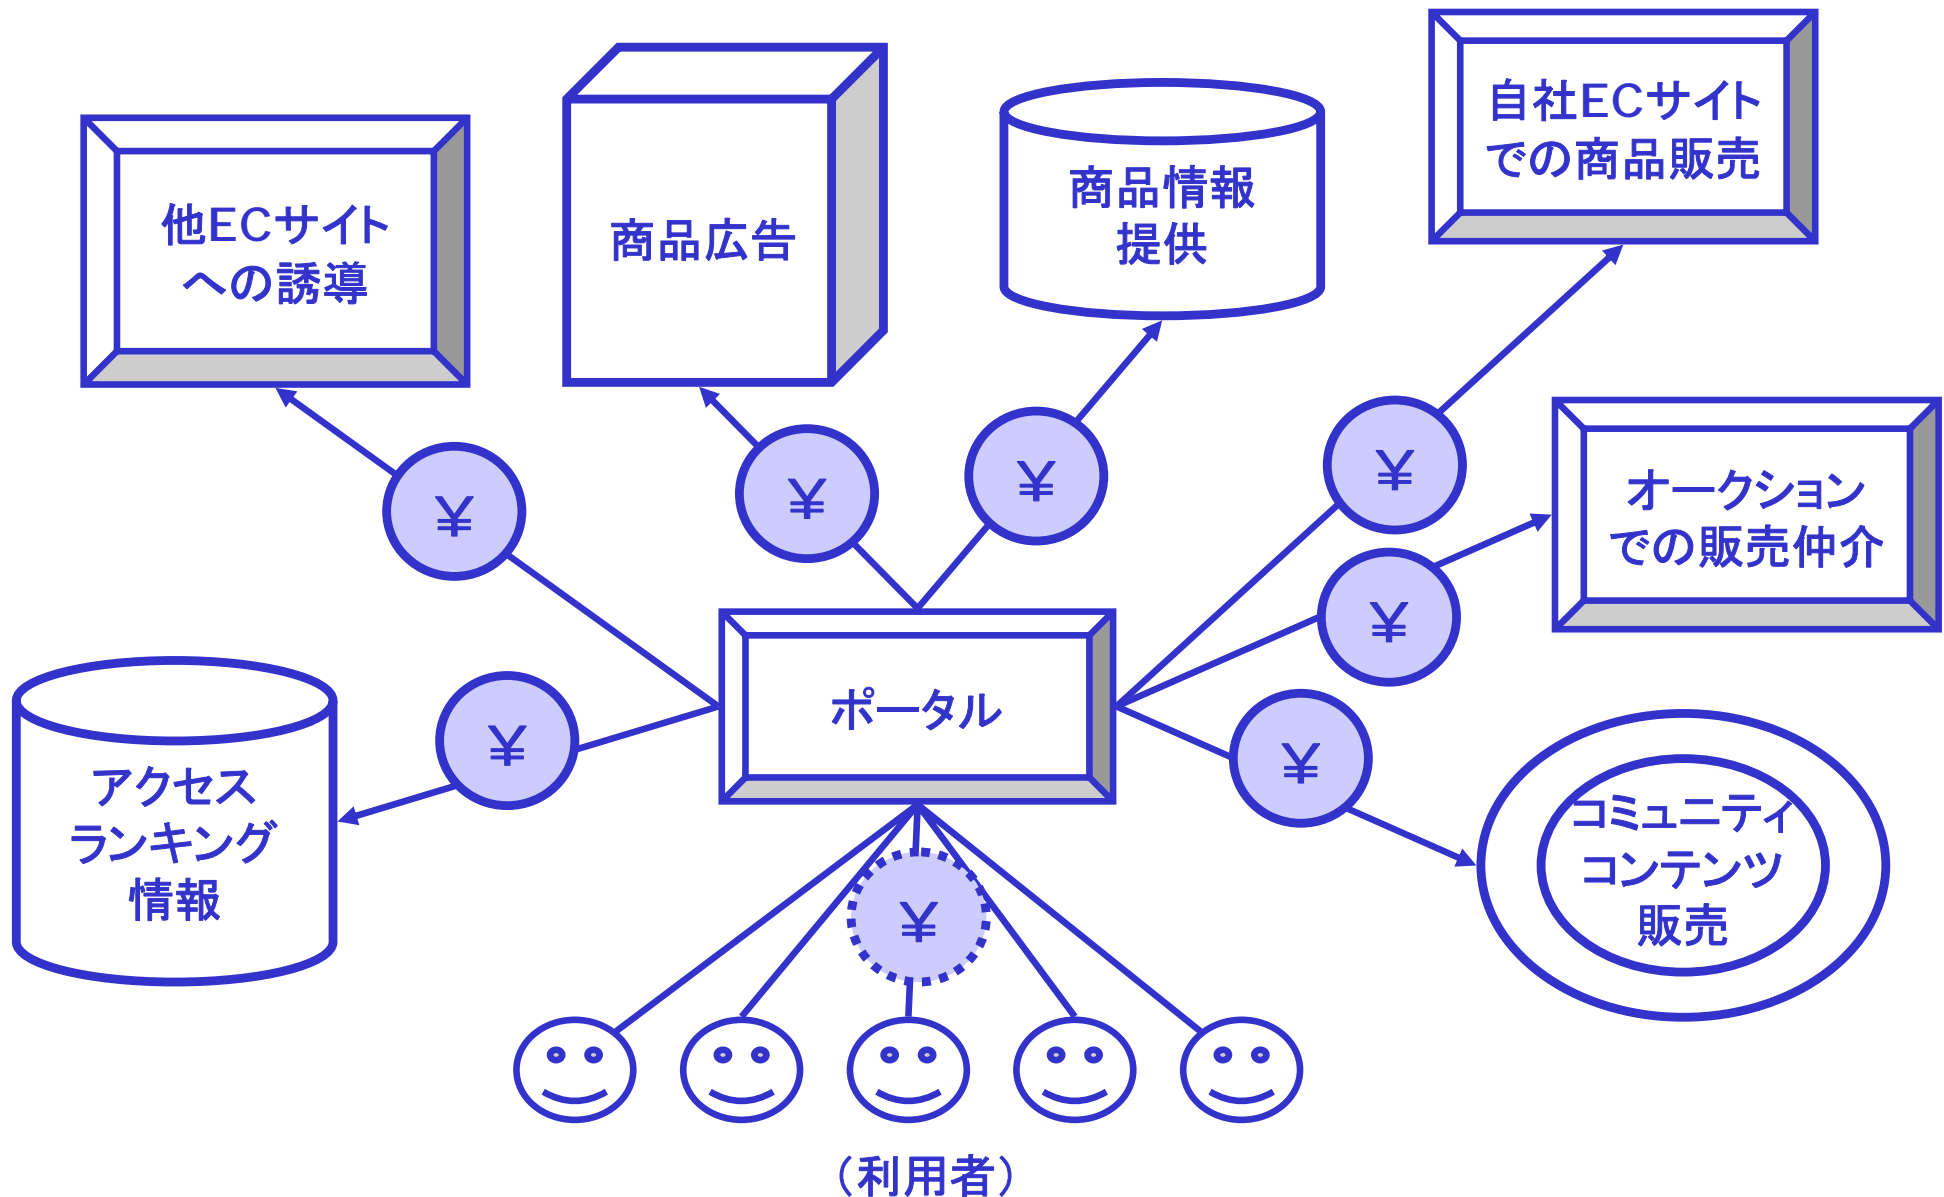 他ECサイト
への誘導
商品広告
商品情報
提供
自社ECサイト
での商品販売
¥
¥
¥
¥
オークション
での販売仲介
¥
アクセス
ランキング
情報
¥
ポータル
¥
コミュニティ
コンテンツ
販売
¥
（利用者）